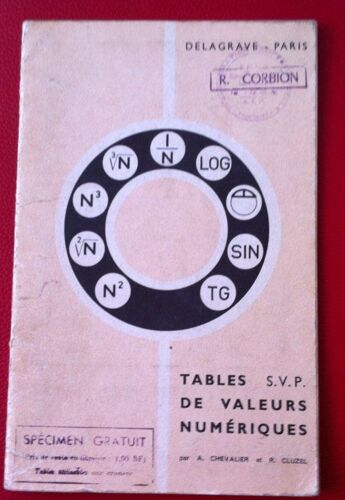 DELAGRAVE - PARIS
R. CORBION
1/N
³√N
LOG
N³
²√N
SIN
N²
TG
TABLES S.V.P.
DE VALEURS
NUMÉRIQUES
par A. CHEVALIER et R. CLUZEL
SPÉCIMEN GRATUIT